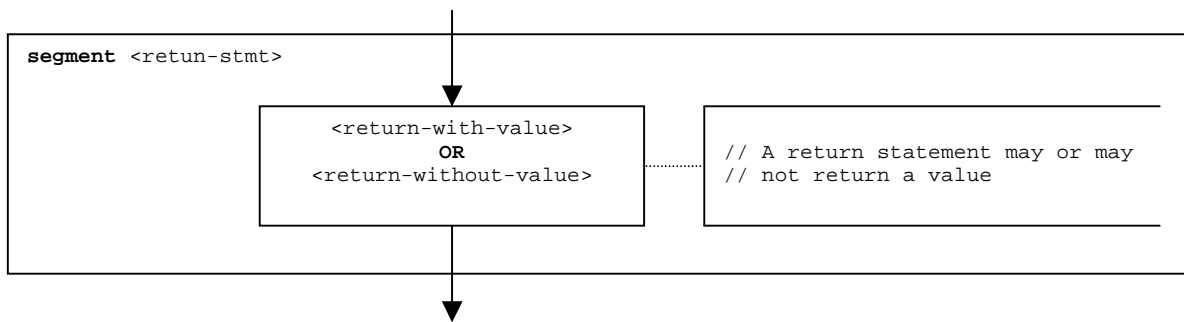 segment <retun-stmt>
<return-with-value>
OR
<return-without-value>
// A return statement may or may
// not return a value